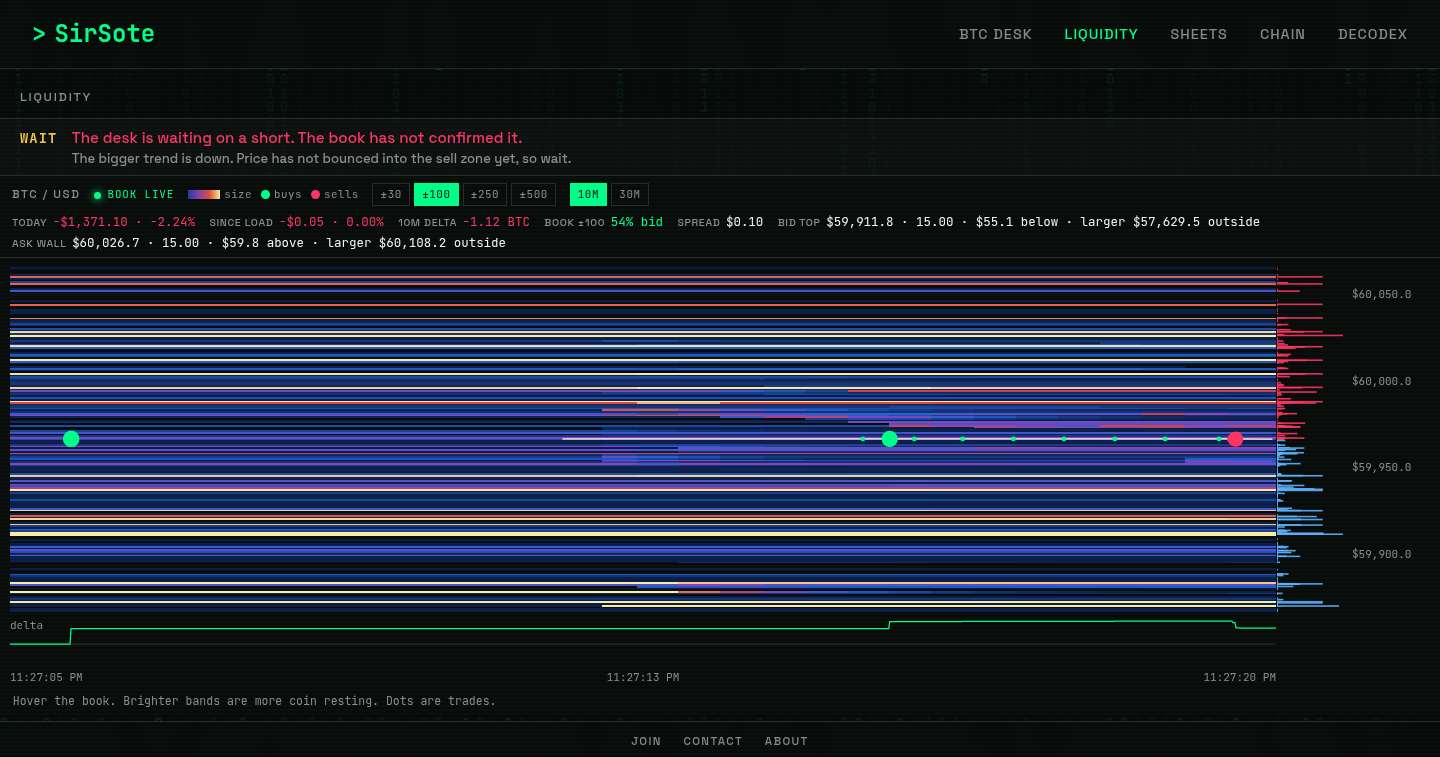 > SirSote
BTC DESK LIQUIDITY SHEETS CHAIN DECODEX
LIQUIDITY
WAIT The desk is waiting on a short. The book has not confirmed it.
The bigger trend is down. Price has not bounced into the sell zone yet, so wait.
BTC / USD BOOK LIVE size buys sells ±30 ±100 ±250 ±500 10M 30M
TODAY -$1,371.10 · -2.24% SINCE LOAD -$0.05 · 0.00% 10M DELTA -1.12 BTC BOOK ±100 54% bid SPREAD $0.10 BID TOP $59,911.8 · 15.00 · $55.1 below · larger $57,629.5 outside
ASK WALL $60,026.7 · 15.00 · $59.8 above · larger $60,108.2 outside
$60,050.0
$60,000.0
$59,950.0
$59,900.0
delta
11:27:05 PM 11:27:13 PM 11:27:20 PM
Hover the book. Brighter bands are more coin resting. Dots are trades.
JOIN CONTACT ABOUT